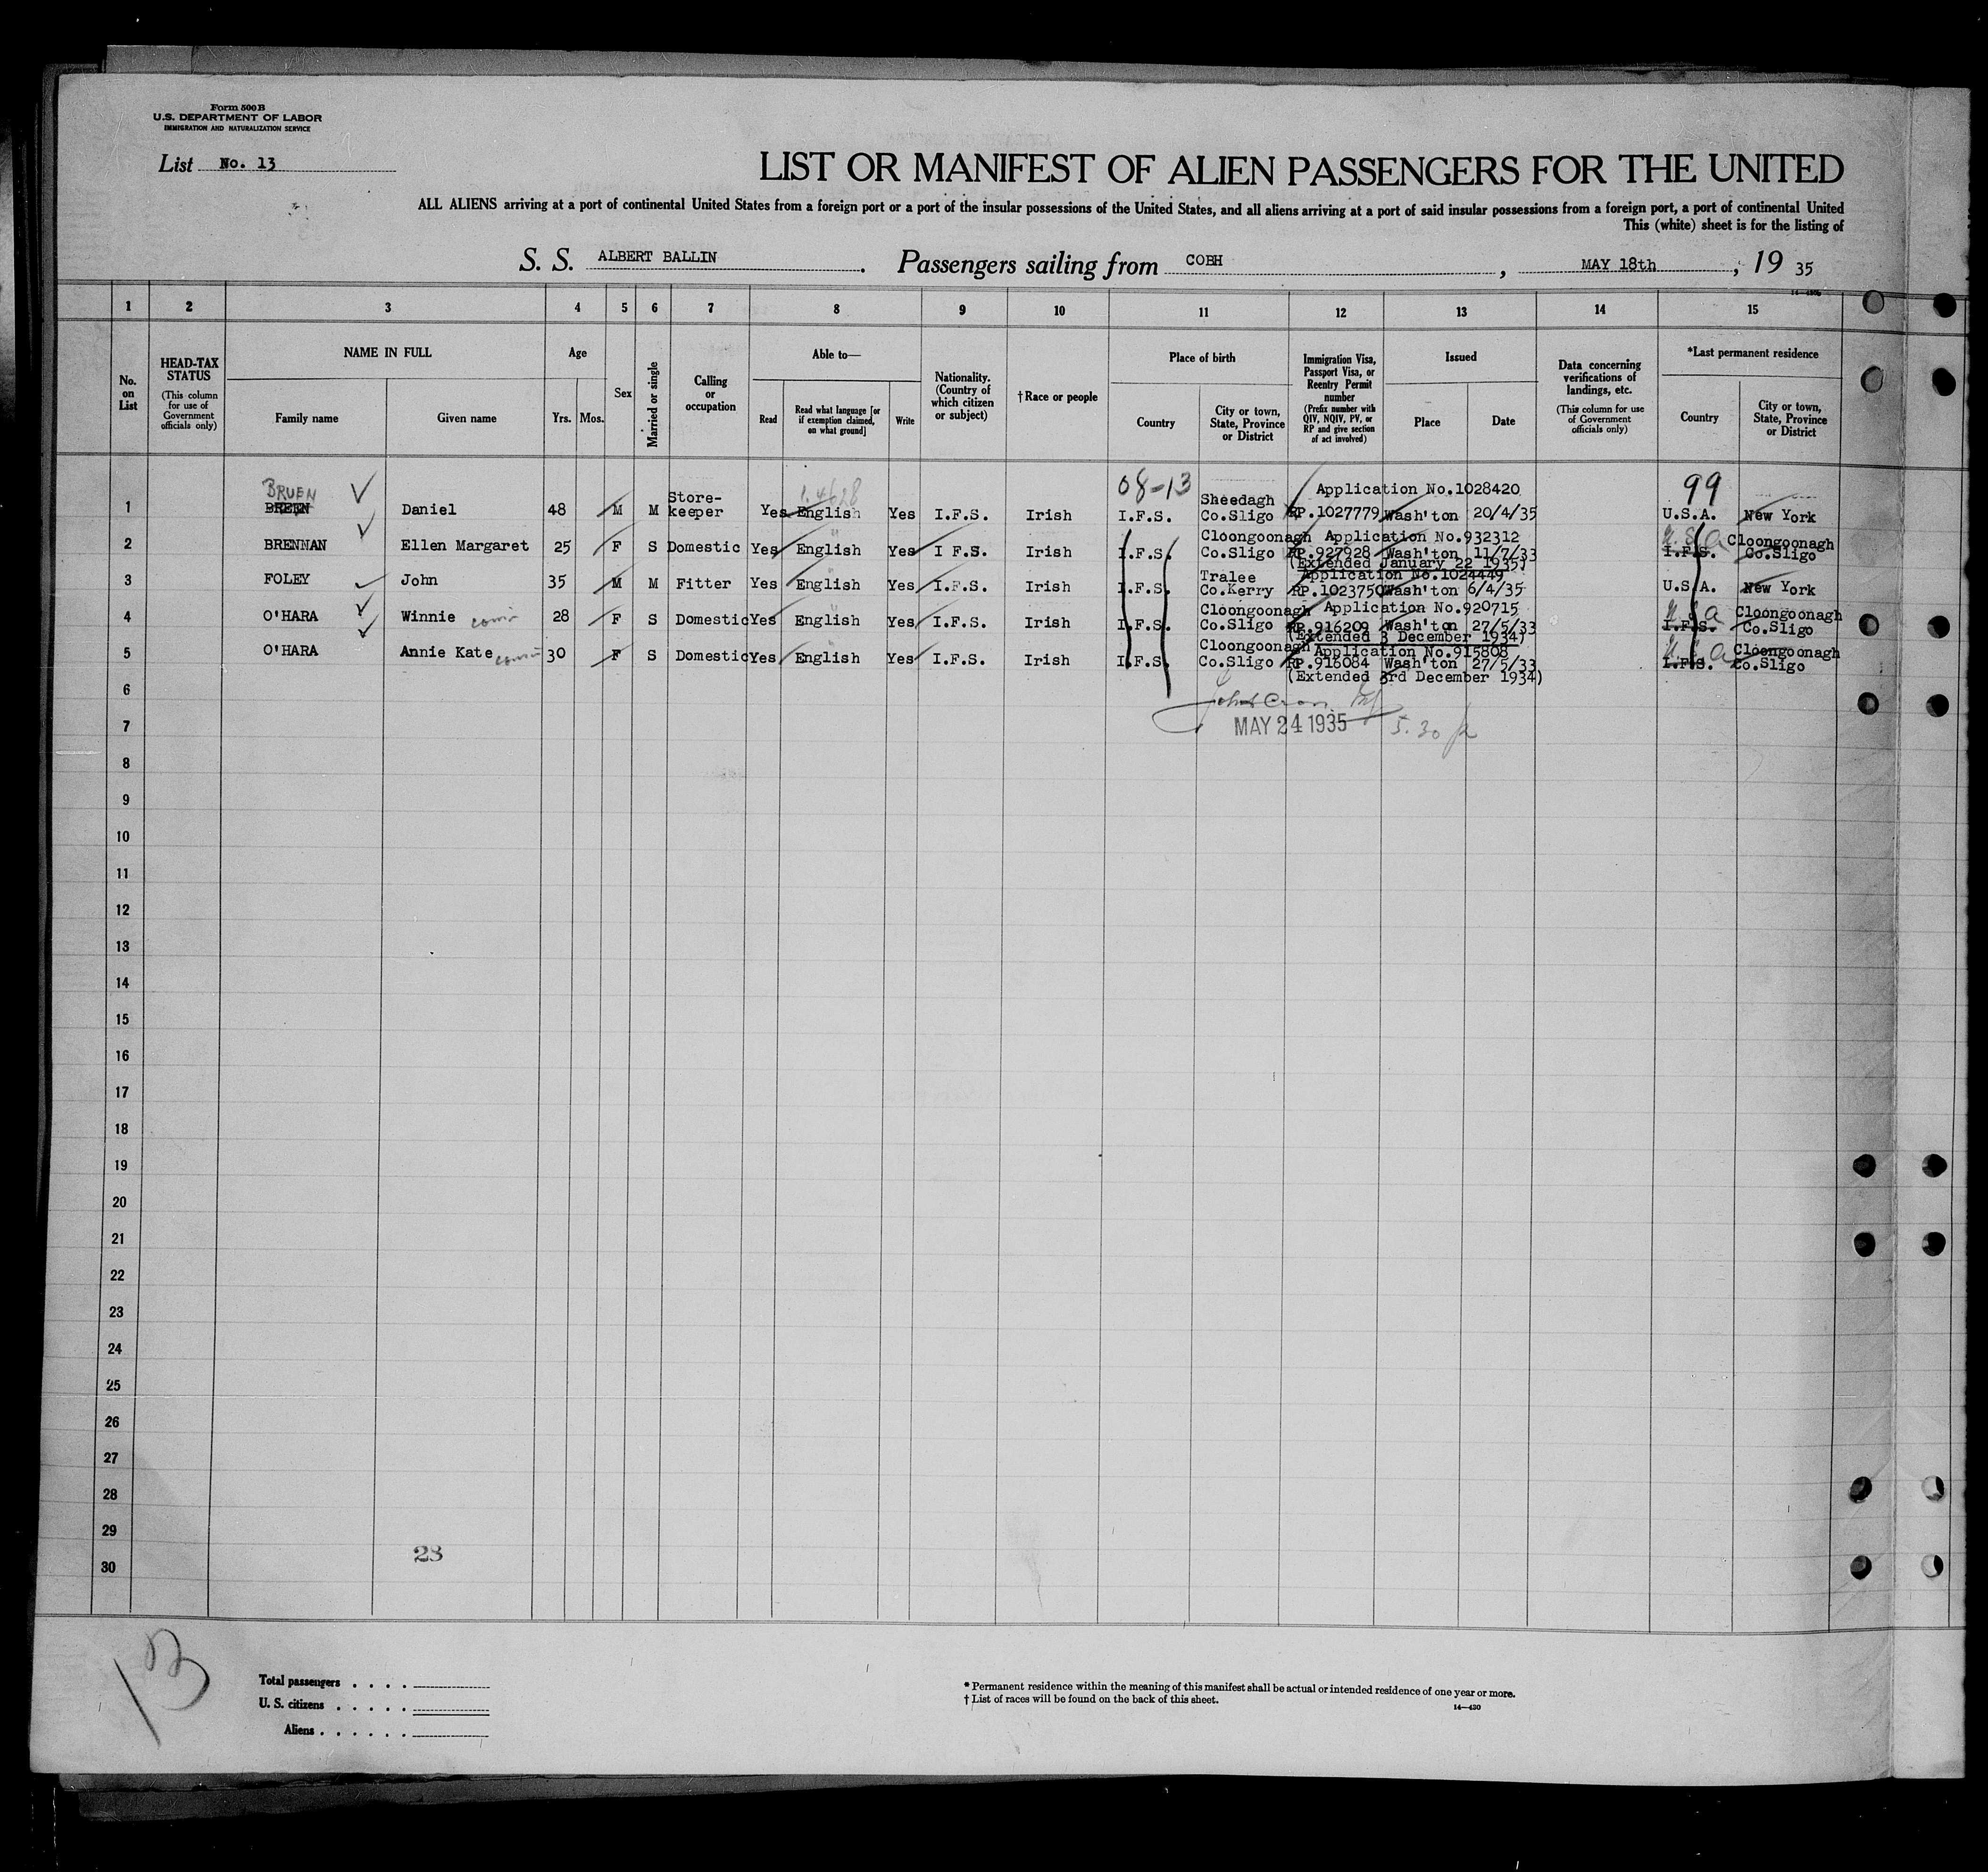 Form 500 B
U.S. DEPARTMENT OF LABOR
IMMIGRATION AND NATURALIZATION SERVICE
List No. 13
LIST OR MANIFEST OF ALIEN PASSENGERS FOR THE UNITED
ALL ALIENS arriving at a port of continental United States from a foreign port or a port of the insular possessions of the United States, and all aliens arriving at a port of said insular possessions from a foreign port, a port of continental United
This (white) sheet is for the listing of
S. S. ALBERT BALLIN. Passengers sailing from COBH, MAY 18th, 19 35
1 2 3 4 5 6 7 8 9 10 11 12 13 14 15
No. on List
HEAD-TAX STATUS
(This column for use of Government officials only)
NAME IN FULL
Family name
Given name
Age
Yrs. Mos.
Sex
Married or single
Calling or occupation
Able to—
Read
Read what language [or if exemption claimed, on what ground]
Write
Nationality. (Country of which citizen or subject)
† Race or people
Place of birth
Country
City or town, State, Province or District
Immigration Visa, Passport Visa, or Reentry Permit number
(Prefix number with QIV, NQIV, PV, or RP and give section of act involved)
Issued
Place
Date
Data concerning verifications of landings, etc.
(This column for use of Government officials only)
*Last permanent residence
Country
City or town, State, Province or District
BRUEN 08-13 Application No.1028420 99
1 BREEN Daniel 48 M M Store-keeper Yes English Yes I.F.S. Irish I.F.S. Sheedagh Co.Sligo RP.1027779 Wash'ton 20/4/35 U.S.A. New York
Application No.932312
2 BRENNAN Ellen Margaret 25 F S Domestic Yes English Yes I F.S. Irish I.F.S. Cloongoonagh Co.Sligo RP.927928 Wash'ton 11/7/33 I.F.S. Cloongoonagh Co.Sligo
(Extended January 22 1935)
Application No.1024449
3 FOLEY John 35 M M Fitter Yes English Yes I.F.S. Irish I.F.S. Tralee Co.Kerry RP.1023750 Wash'ton 6/4/35 U.S.A. New York
Application No.920715
4 O'HARA Winnie 28 F S Domestic Yes English Yes I.F.S. Irish I.F.S. Cloongoonagh Co.Sligo RP.916209 Wash'ton 27/5/33 I.F.S. Cloongoonagh Co.Sligo
(Extended 3 December 1934)
Application No.915808
5 O'HARA Annie Kate 30 F S Domestic Yes English Yes I.F.S. Irish I.F.S. Cloongoonagh Co.Sligo RP.916084 Wash'ton 27/5/33 I.F.S. Cloongoonagh Co.Sligo
(Extended 3rd December 1934)
6
7 MAY 24 1935 5.30
8
9
10
11
12
13
14
15
16
17
18
19
20
21
22
23
24
25
26
27
28
29
30
23
13
Total passengers
U. S. citizens
Aliens
* Permanent residence within the meaning of this manifest shall be actual or intended residence of one year or more.
† List of races will be found on the back of this sheet.
14—430